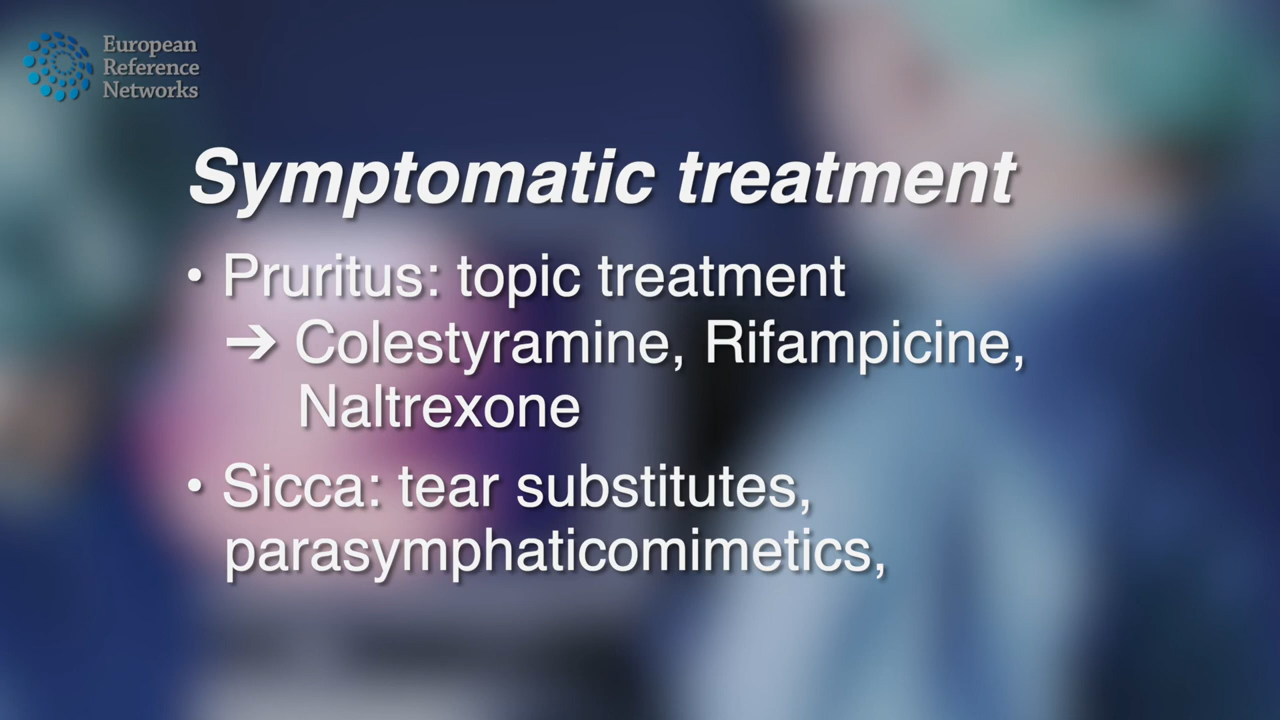 European
Reference
Networks
Symptomatic treatment
• Pruritus: topic treatment
➔ Colestyramine, Rifampicine,
Naltrexone
• Sicca: tear substitutes,
parasymphaticomimetics,